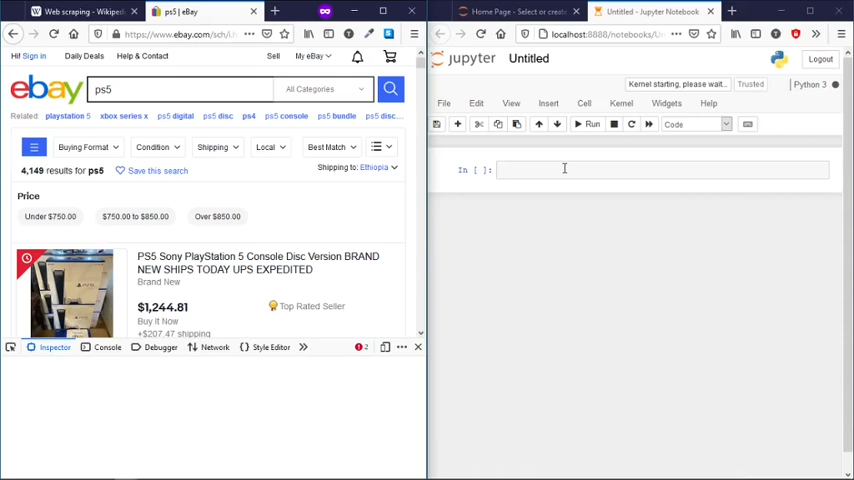 Web scraping - Wikiped
ps5 | eBay
https://www.ebay.com/sch/i.h
Hi! Sign in
Daily Deals
Help & Contact
Sell
My eBay
ebay
ps5
All Categories
Related:
playstation 5
xbox series x
ps5 digital
ps5 disc
ps4
ps5 console
ps5 bundle
ps5 disc...
Buying Format
Condition
Shipping
Local
Best Match
4,149 results for ps5
Save this search
Shipping to: Ethiopia
Price
Under $750.00
$750.00 to $850.00
Over $850.00
PS5 Sony PlayStation 5 Console Disc Version BRAND
NEW SHIPS TODAY UPS EXPEDITED
Brand New
$1,244.81
Top Rated Seller
Buy It Now
+$207.47 shipping
Inspector
Console
Debugger
Network
Style Editor
2
Home Page - Select or create
Untitled - Jupyter Notebook
localhost:8888/notebooks/Un
jupyter
Untitled
Logout
Kernel starting, please wait...
Trusted
Python 3
File
Edit
View
Insert
Cell
Kernel
Widgets
Help
Run
Code
In [ ]: